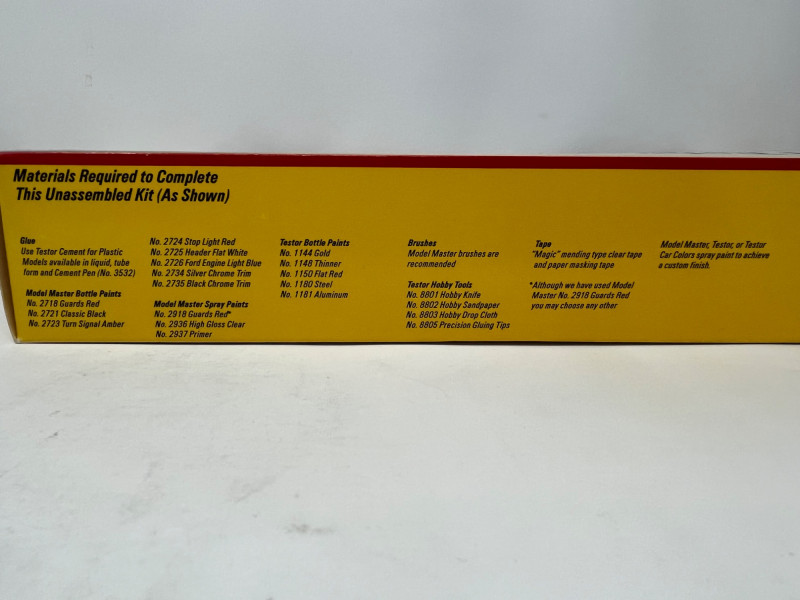 Materials Required to Complete
This Unassembled Kit (As Shown)
Glue
Use Testor Cement for Plastic
Models available in liquid, tube
form and Cement Pen (No. 3532)
Model Master Bottle Paints
No. 2718 Guards Red
No. 2721 Classic Black
No. 2723 Turn Signal Amber
No. 2724 Stop Light Red
No. 2725 Header Flat White
No. 2726 Ford Engine Light Blue
No. 2734 Silver Chrome Trim
No. 2735 Black Chrome Trim
Model Master Spray Paints
No. 2918 Guards Red*
No. 2936 High Gloss Clear
No. 2937 Primer
Testor Bottle Paints
No. 1144 Gold
No. 1148 Thinner
No. 1150 Flat Red
No. 1180 Steel
No. 1181 Aluminum
Brushes
Model Master brushes are
recommended
Testor Hobby Tools
No. 8801 Hobby Knife
No. 8802 Hobby Sandpaper
No. 8803 Hobby Drop Cloth
No. 8805 Precision Gluing Tips
Tape
"Magic" mending type clear tape
and paper masking tape
*Although we have used Model
Master No. 2918 Guards Red
you may choose any other
Model Master, Testor, or Testor
Car Colors spray paint to achieve
a custom finish.